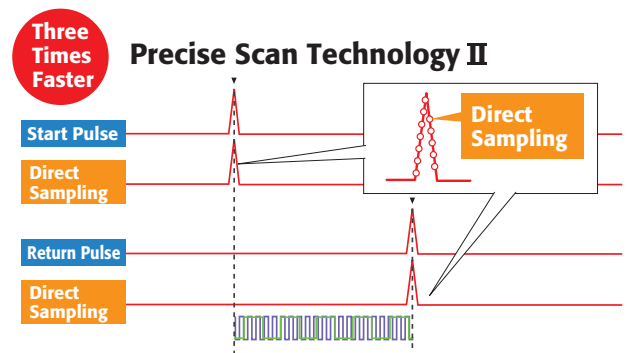 Three
Times
Faster
Precise Scan Technology II
Start Pulse
Direct
Sampling
Direct
Sampling
Return Pulse
Direct
Sampling